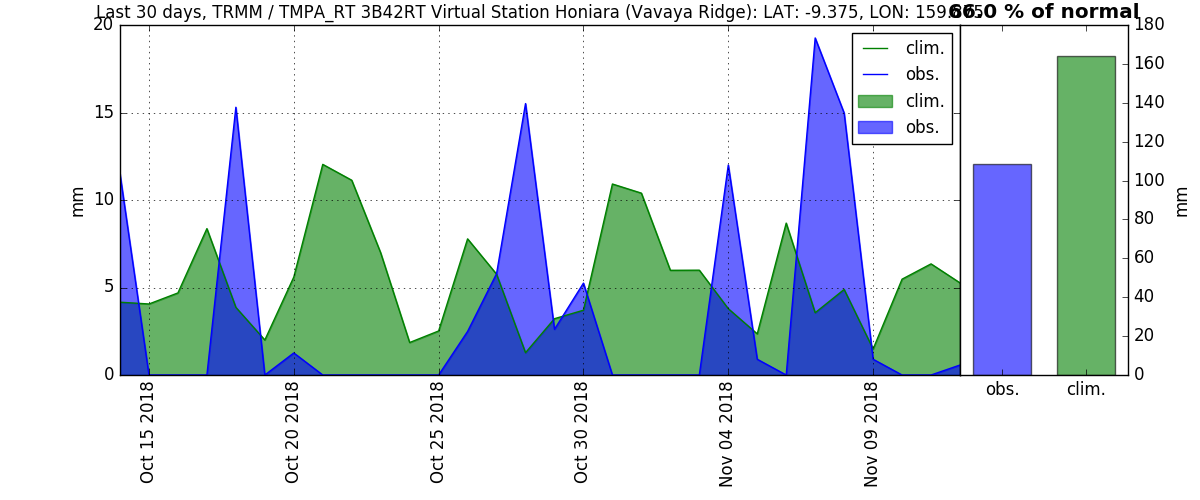 Last 30 days, TRMM / TMPA_RT 3B42RT Virtual Station Honiara (Vavaya Ridge): LAT: -9.375, LON:
66.0 % of normal
20
15
10
5
0
mm
clim.
obs.
clim.
obs.
Oct 15 2018
Oct 20 2018
Oct 25 2018
Oct 30 2018
Nov 04 2018
Nov 09 2018
180
160
140
120
100
80
60
40
20
0
mm
obs.
clim.